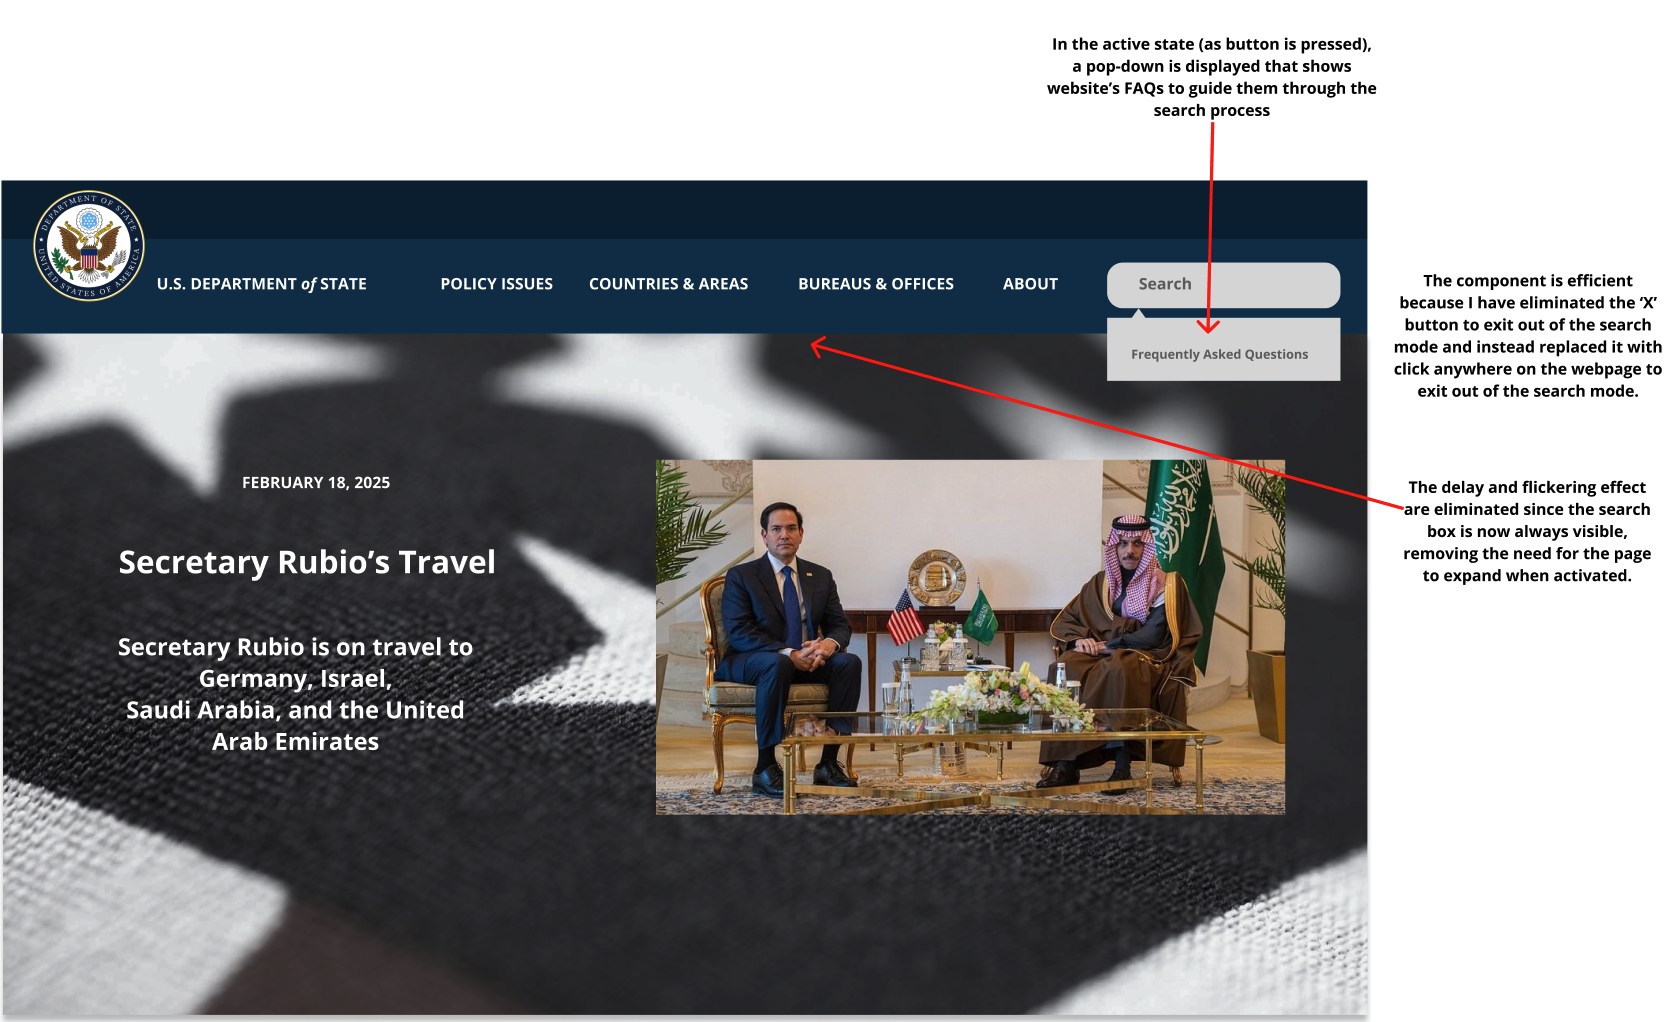 In the active state (as button is pressed),
a pop-down is displayed that shows
website's FAQs to guide them through the
search process
DEPARTMENT OF STATE
UNITED STATES OF AMERICA
U.S. DEPARTMENT of STATE
POLICY ISSUES
COUNTRIES & AREAS
BUREAUS & OFFICES
ABOUT
Search
Frequently Asked Questions
The component is efficient
because I have eliminated the ‘X’
button to exit out of the search
mode and instead replaced it with
click anywhere on the webpage to
exit out of the search mode.
The delay and flickering effect
are eliminated since the search
box is now always visible,
removing the need for the page
to expand when activated.
FEBRUARY 18, 2025
Secretary Rubio’s Travel
Secretary Rubio is on travel to
Germany, Israel,
Saudi Arabia, and the United
Arab Emirates